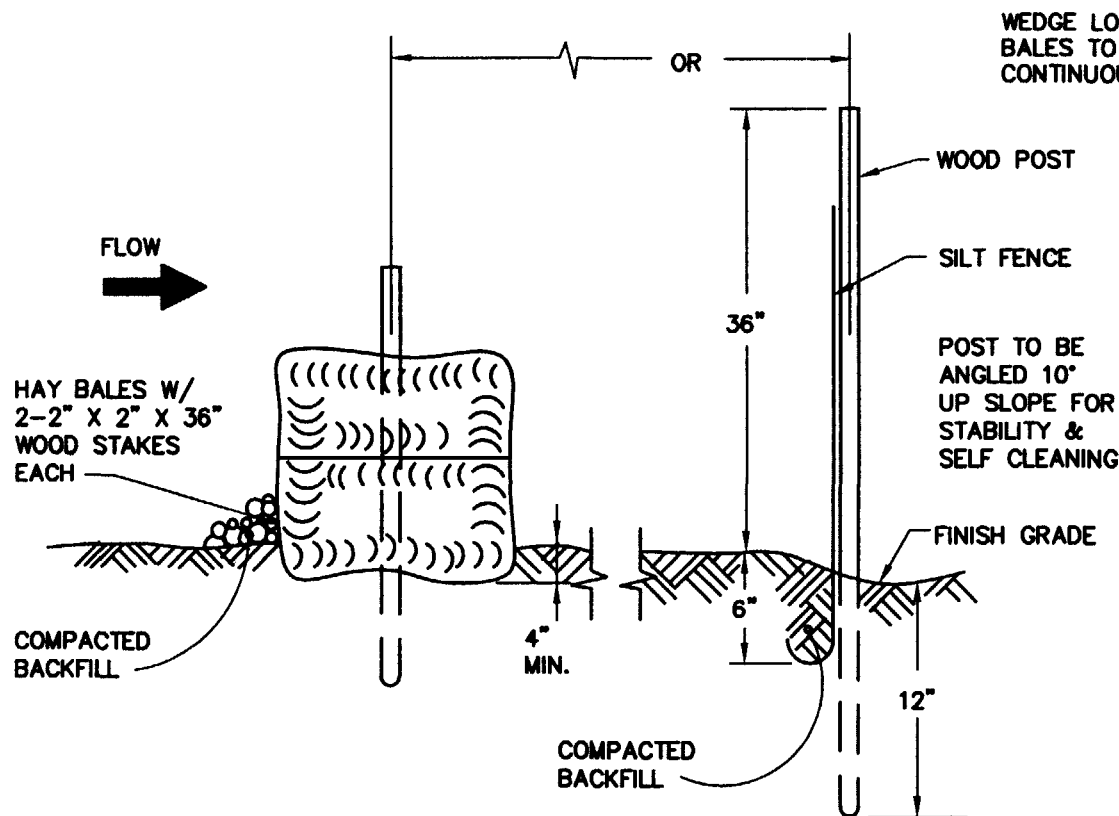 WEDGE
BALES TO
OR
WOOD POST
FLOW
SILT FENCE
36"
POST TO BE
ANGLED 10°
UP SLOPE FOR
STABILITY &
SELF CLEANING
HAY BALES W/
2-2" X 2" X 36"
WOOD STAKES
EACH
FINISH GRADE
6"
4"
MIN.
COMPACTED
BACKFILL
12"
COMPACTED
BACKFILL